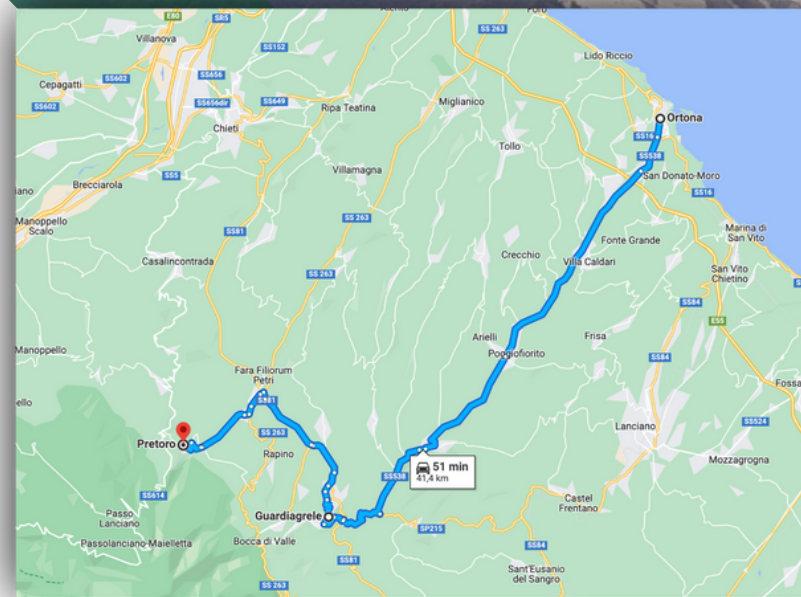 E80
SR5
SS 263
Villanova
SS152
Lido Riccio
Cepagatti
SS602
SS656
SS602
SS656dir
SS649
Ripa Teatina
Miglianico
Ortona
Chieti
SS16
Tollo
SS538
SS5
Villamagna
San Donato-Moro
Brecciarola
SS16
Manoppello
Scalo
SS 263
SS81
Marina di
San Vito
Fonte Grande
Crecchio
Villa Caldari
Casalincontrada
SS 263
San Vito
Chietino
SS84
E55
Arielli
Frisa
Manoppello
Poggiofiorito
SS84
Fara Filiorum
Petri
Fossa
ello
SS81
SS524
Lanciano
SS 263
Pretoro
Rapino
Mozzagrogna
51 min
41,4 km
SS538
SS614
Castel
Frentano
Passo
Lanciano
Guardiagrele
SP215
Passolanciano-Maielletta
Bocca di Valle
SS84
SS81
Sant'Eusanio
del Sangro
SS 263